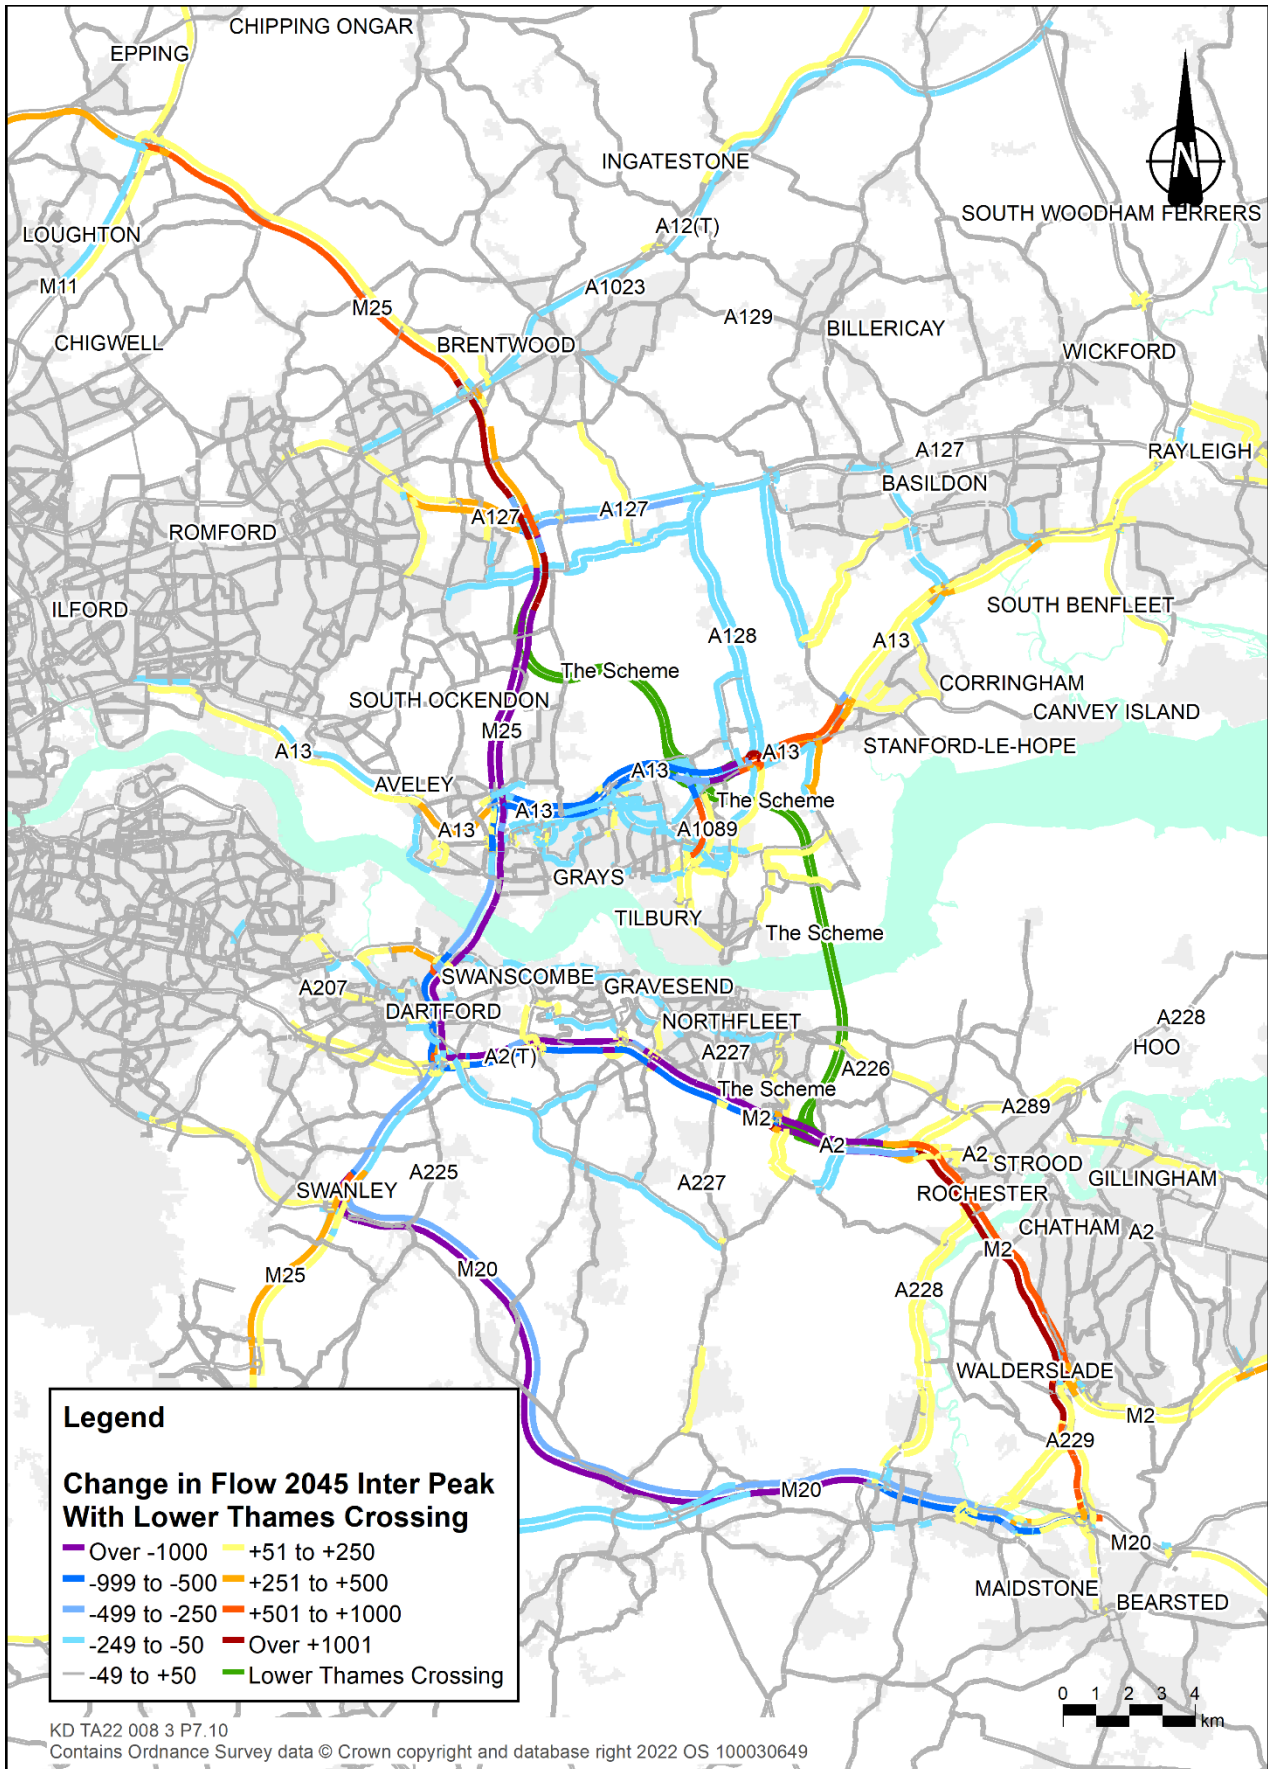 CHIPPING ONGAR
EPPING
INGATESTONE
N
SOUTH WOODHAM FERRERS
A12(T)
LOUGHTON
M11
A1023
M25
A129
BILLERICAY
CHIGWELL
BRENTWOOD
WICKFORD
A127
RAYLEIGH
BASILDON
A127
A127
ROMFORD
ILFORD
SOUTH BENFLEET
A128
A13
The Scheme
CORRINGHAM
SOUTH OCKENDON
CANVEY ISLAND
M25
STANFORD-LE-HOPE
A13
A13
A13
AVELEY
The Scheme
A13
A13
A1089
GRAYS
TILBURY
The Scheme
SWANSCOMBE
A207
GRAVESEND
DARTFORD
NORTHFLEET
A228
HOO
A227
A2(T)
A226
The Scheme
A289
M2
A2
A2
STROOD
A225
A227
GILLINGHAM
SWANLEY
ROCHESTER
CHATHAM
A2
M2
M20
M25
A228
WALDERSLADE
M2
A229
M20
M20
MAIDSTONE
BEARSTED
Legend
Change in Flow 2045 Inter Peak
With Lower Thames Crossing
Over -1000
+51 to +250
-999 to -500
+251 to +500
-499 to -250
+501 to +1000
-249 to -50
Over +1001
-49 to +50
Lower Thames Crossing
0 1 2 3 4
km
KD TA22 008 3 P7.10
Contains Ordnance Survey data © Crown copyright and database right 2022 OS 100030649